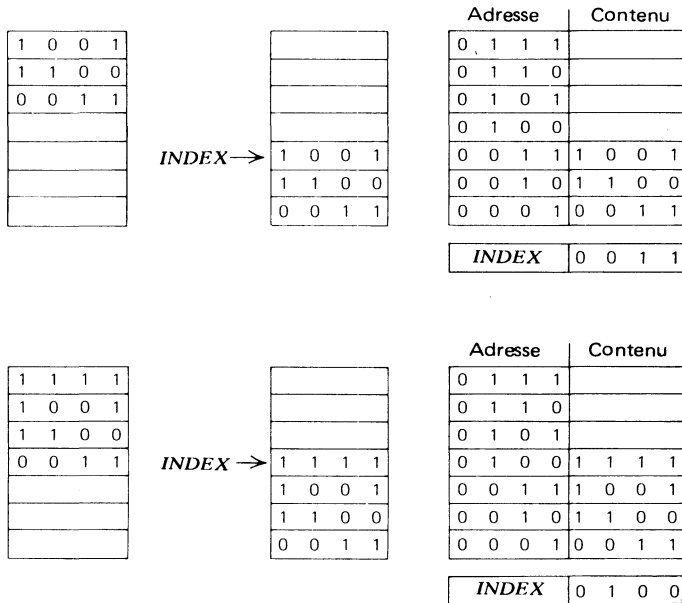 Adresse Contenu
1 0 0 1 0 1 1 1
1 1 0 0 0 1 1 0
0 0 1 1 0 1 0 1
0 1 0 0
INDEX→ 1 0 0 1 0 0 1 1 1 0 0 1
1 1 0 0 0 0 1 0 1 1 0 0
0 0 1 1 0 0 0 1 0 0 1 1
INDEX 0 0 1 1
Adresse Contenu
1 1 1 1 0 1 1 1
1 0 0 1 0 1 1 0
1 1 0 0 0 1 0 1
0 0 1 1 INDEX→ 1 1 1 1 0 1 0 0 1 1 1 1
1 0 0 1 0 0 1 1 1 0 0 1
1 1 0 0 0 0 1 0 1 1 0 0
0 0 1 1 0 0 0 1 0 0 1 1
INDEX 0 1 0 0